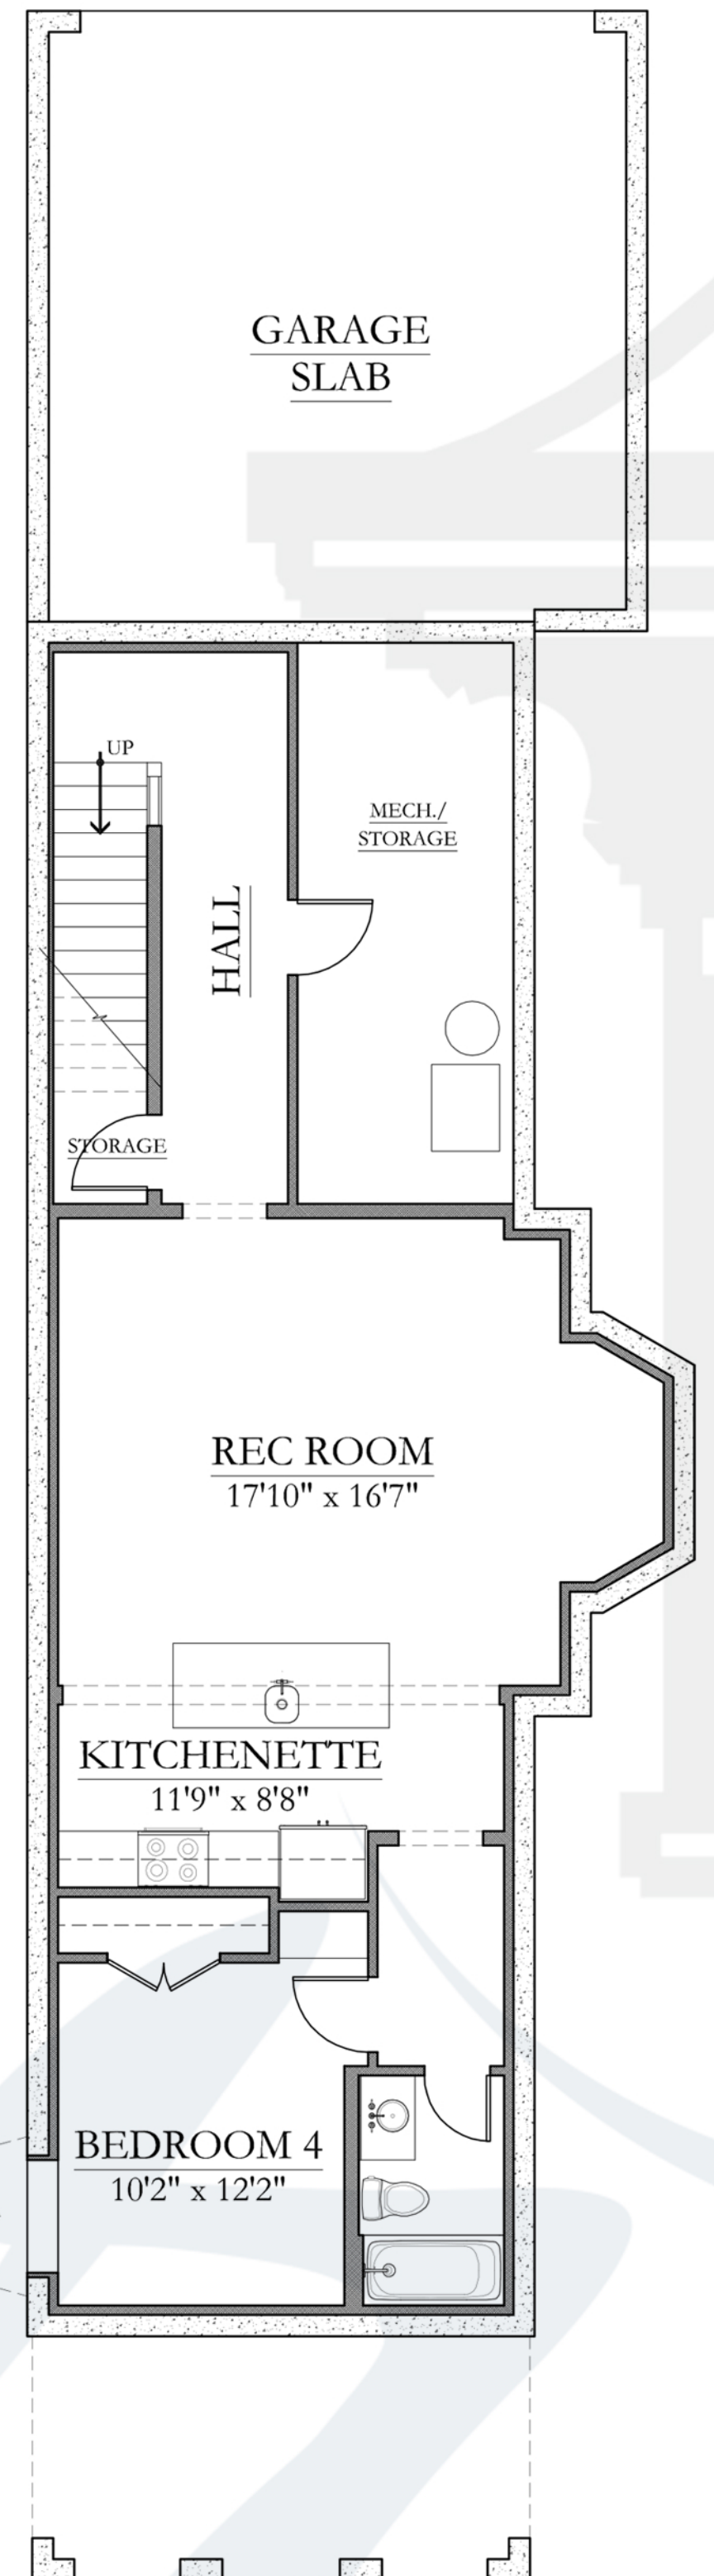 GARAGE
SLAB
UP
MECH./
STORAGE
HALL
STORAGE
REC ROOM
17'10" x 16'7"
KITCHENETTE
11'9" x 8'8"
BEDROOM 4
10'2" x 12'2"